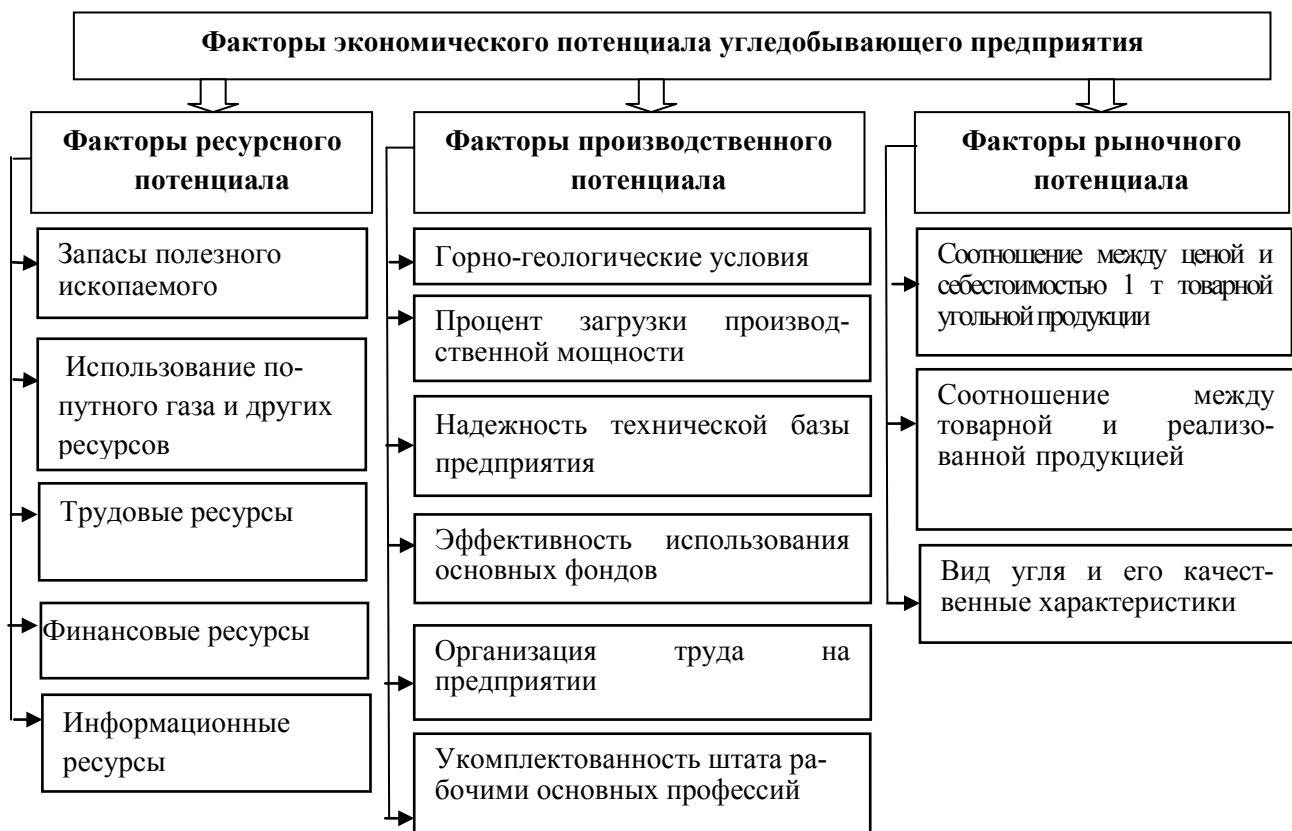 Факторы экономического потенциала угледобывающего предприятия
Факторы ресурсного
потенциала
Запасы полезного
ископаемого
Использование по-
путного газа и других
ресурсов
Трудовые ресурсы
Финансовые ресурсы
Информационные
ресурсы
Факторы производственного
потенциала
Горно-геологические условия
Процент загрузки производ-
ственной мощности
Надежность технической базы
предприятия
Эффективность использования
основных фондов
Организация труда на
предприятии
Укомплектованность штата ра-
бочими основных профессий
Факторы рыночного
потенциала
Соотношение между ценой и
себестоимостью 1 т товарной
угольной продукции
Соотношение между
товарной и реализо-
ванной продукцией
Вид угля и его качест-
венные характеристики